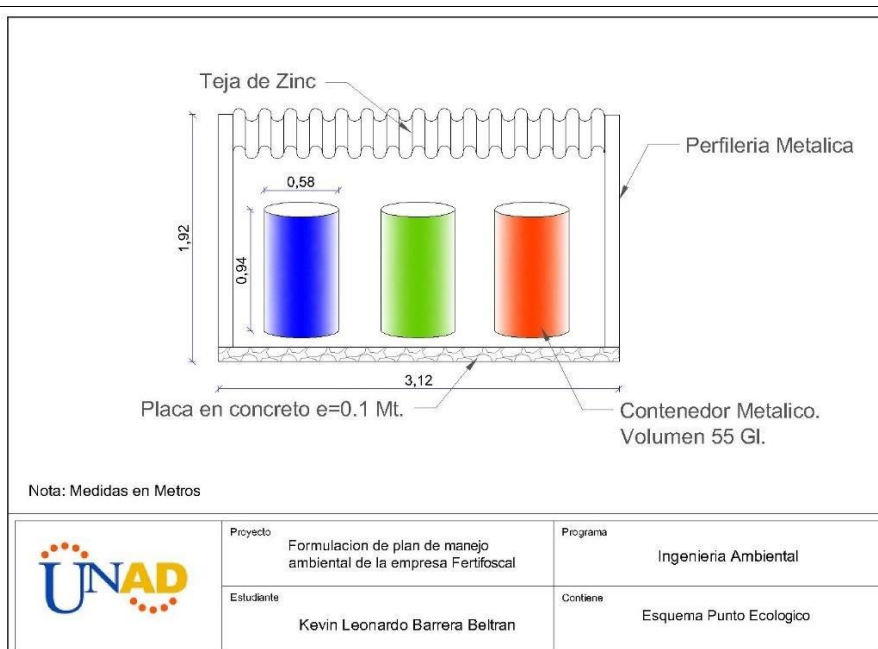 Teja de Zinc
Perfileria Metalica
0,58
1,92
0,94
3,12
Placa en concreto e=0.1 Mt.
Contenedor Metalico.
Volumen 55 Gl.
Nota: Medidas en Metros
UNAD
Proyecto
Formulacion de plan de manejo
ambiental de la empresa Fertifoscal
Programa
Ingenieria Ambiental
Estudiante
Kevin Leonardo Barrera Beltran
Contiene
Esquema Punto Ecologico